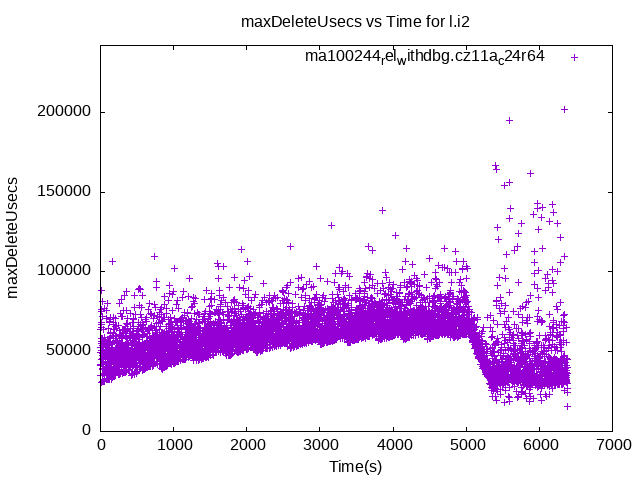 maxDeleteUsecs vs Time for l.i2
ma100244relwithdbg.cz11ac24r64
maxDeleteUsecs
200000
150000
100000
50000
0
0 1000 2000 3000 4000 5000 6000 7000
Time(s)